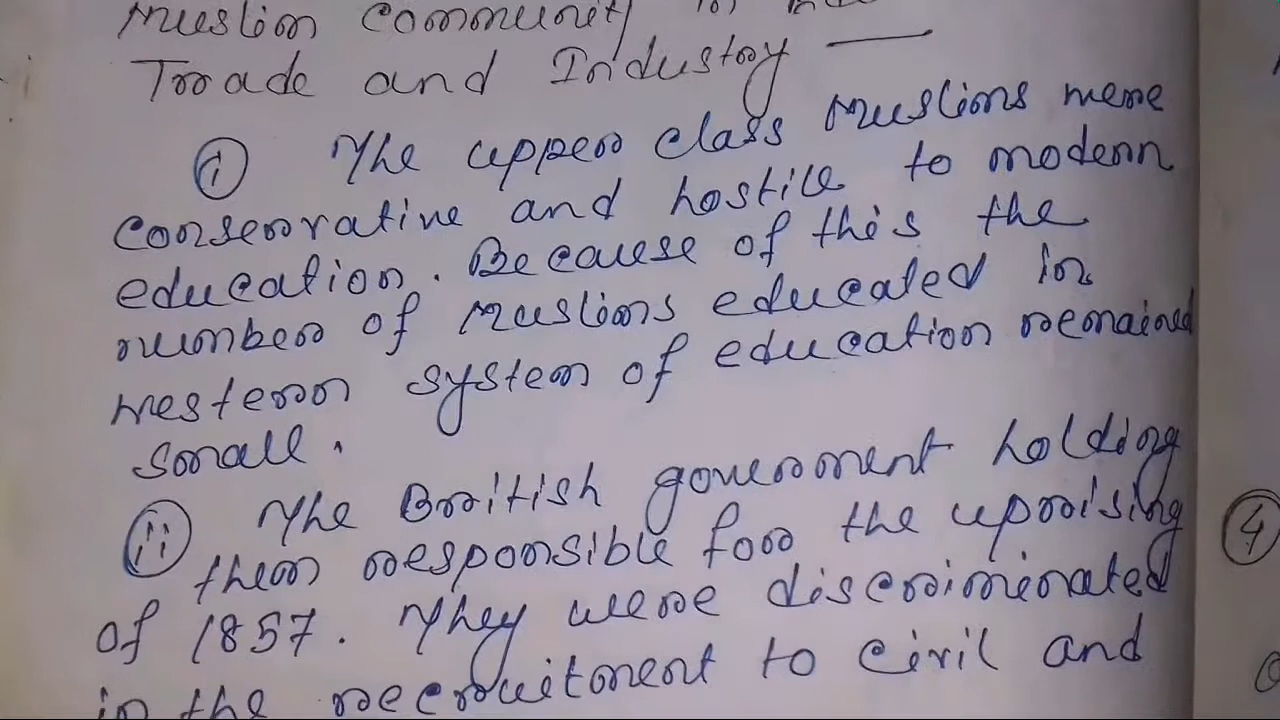 Muslim Community in
Trade and Industry —
(i) The upper class Muslims were
conservative and hostile to modern
education. Because of this the
number of Muslims educated in
western system of education remained
small.
(ii) The British government holding
them responsible for the uprising
of 1857. They were discriminated
in the recruitment to civil and
(4)